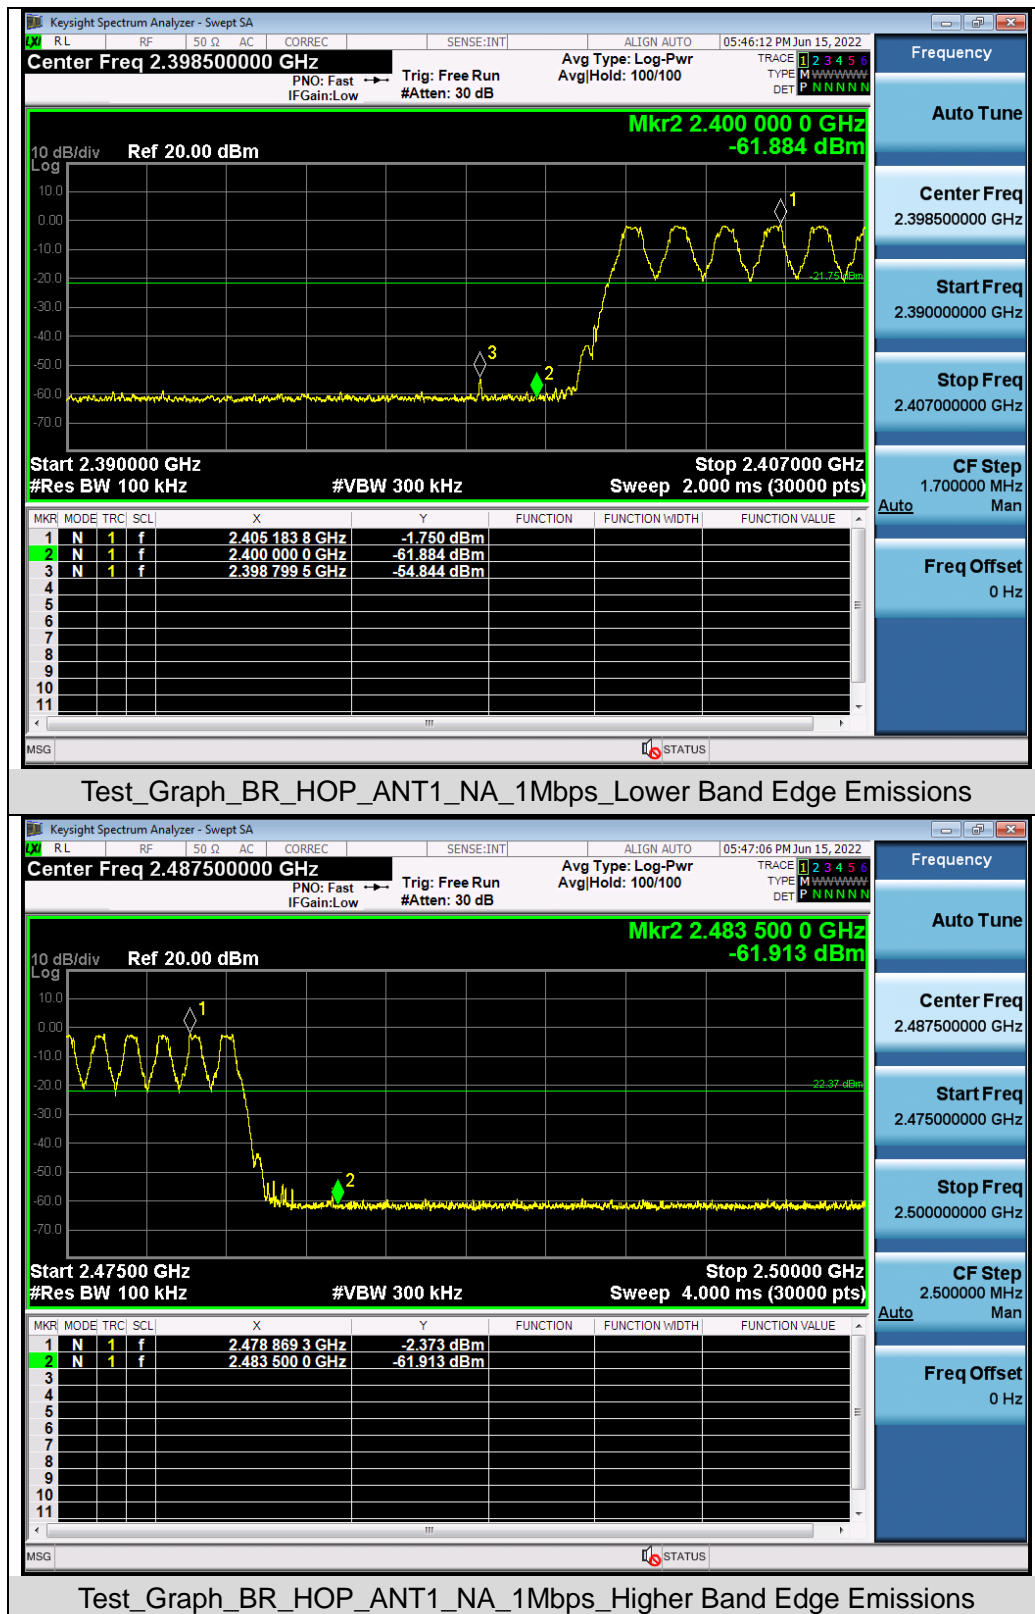 Keysight Spectrum Analyzer - Swept SA
LXI RL RF 50 Ω AC CORREC SENSE:INT ALIGN AUTO 05:46:12 PM Jun 15, 2022
Center Freq 2.398500000 GHz
PNO: Fast
IFGain:Low
Trig: Free Run
#Atten: 30 dB
Avg Type: Log-Pwr
Avg|Hold: 100/100
TRACE 1 2 3 4 5 6
TYPE M WWWWW
DET P N N N N N
Frequency
Mkr2 2.400 000 0 GHz
-61.884 dBm
10 dB/div Ref 20.00 dBm
Log
10.0
0.00
-10.0
-20.0
-30.0
-40.0
-50.0
-60.0
-70.0
1
-21.75 dBm
3
2
Start 2.390000 GHz Stop 2.407000 GHz
#Res BW 100 kHz #VBW 300 kHz Sweep 2.000 ms (30000 pts)
MKR MODE TRC SCL X Y FUNCTION FUNCTION WIDTH FUNCTION VALUE
1 N 1 f 2.405 183 8 GHz -1.750 dBm
2 N 1 f 2.400 000 0 GHz -61.884 dBm
3 N 1 f 2.398 799 5 GHz -54.844 dBm
4
5
6
7
8
9
10
11
MSG STATUS
Auto Tune
Center Freq
2.398500000 GHz
Start Freq
2.390000000 GHz
Stop Freq
2.407000000 GHz
CF Step
1.700000 MHz
Auto Man
Freq Offset
0 Hz
Test_Graph_BR_HOP_ANT1_NA_1Mbps_Lower Band Edge Emissions
Keysight Spectrum Analyzer - Swept SA
LXI RL RF 50 Ω AC CORREC SENSE:INT ALIGN AUTO 05:47:06 PM Jun 15, 2022
Center Freq 2.487500000 GHz
PNO: Fast
IFGain:Low
Trig: Free Run
#Atten: 30 dB
Avg Type: Log-Pwr
Avg|Hold: 100/100
TRACE 1 2 3 4 5 6
TYPE M WWWWW
DET P N N N N N
Frequency
Mkr2 2.483 500 0 GHz
-61.913 dBm
10 dB/div Ref 20.00 dBm
Log
10.0
0.00
-10.0
-20.0
-30.0
-40.0
-50.0
-60.0
-70.0
1
-22.37 dBm
2
Start 2.47500 GHz Stop 2.50000 GHz
#Res BW 100 kHz #VBW 300 kHz Sweep 4.000 ms (30000 pts)
MKR MODE TRC SCL X Y FUNCTION FUNCTION WIDTH FUNCTION VALUE
1 N 1 f 2.478 869 3 GHz -2.373 dBm
2 N 1 f 2.483 500 0 GHz -61.913 dBm
3
4
5
6
7
8
9
10
11
MSG STATUS
Auto Tune
Center Freq
2.487500000 GHz
Start Freq
2.475000000 GHz
Stop Freq
2.500000000 GHz
CF Step
2.500000 MHz
Auto Man
Freq Offset
0 Hz
Test_Graph_BR_HOP_ANT1_NA_1Mbps_Higher Band Edge Emissions